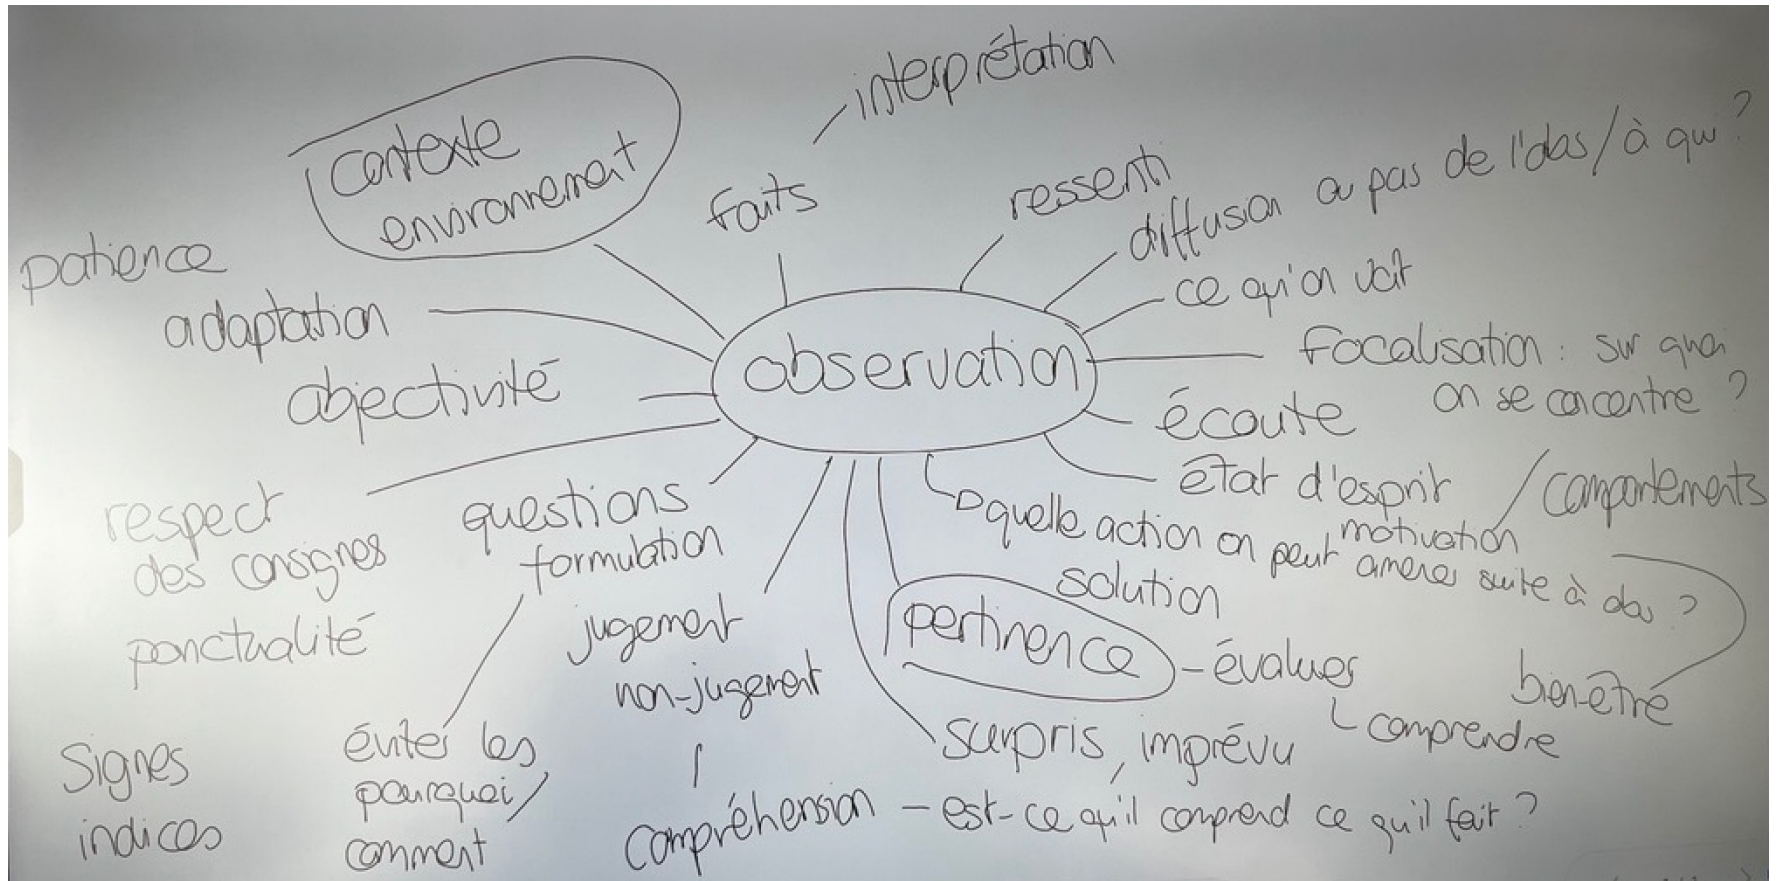 interprétation
contexte
environnement
faits
ressenti
diffusion ou pas de l'obs / à qui ?
ce qu'on voit
patience
adaptation
objectivité
observation
focalisation : sur quoi
on se concentre ?
écoute
état d'esprit / comportements
motivation
quelle action on peut amener suite à obs ?
solution
respect
des consignes
ponctualité
questions
formulation
jugement
non-jugement
pertinence - évaluer
comprendre
bien-être
surpris, imprévu
signes
indices
éviter les
pourquoi /
comment
compréhension - est-ce qu'il comprend ce qu'il fait ?